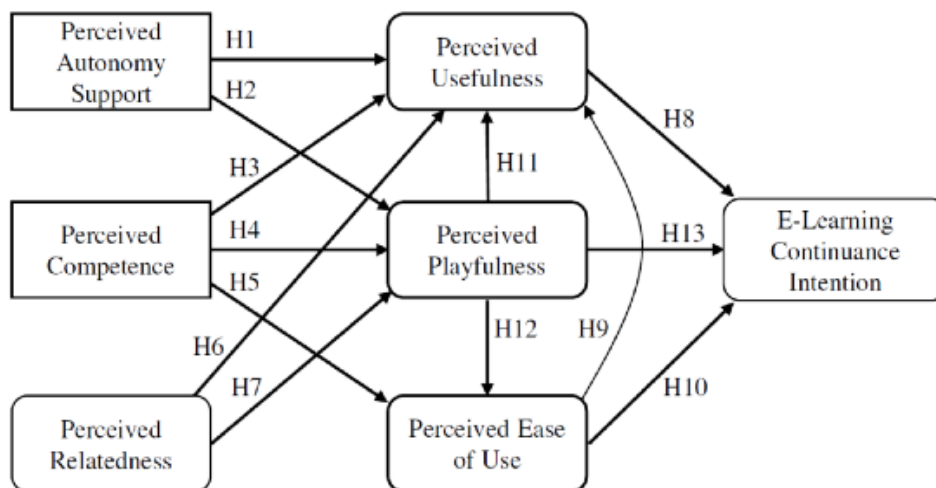 Perceived
Autonomy
Support
H1
H2
Perceived
Usefulness
H8
H3
H11
Perceived
Competence
H4
H5
Perceived
Playfulness
H13
E-Learning
Continuance
Intention
H6
H12
H9
H7
H10
Perceived
Relatedness
Perceived Ease
of Use